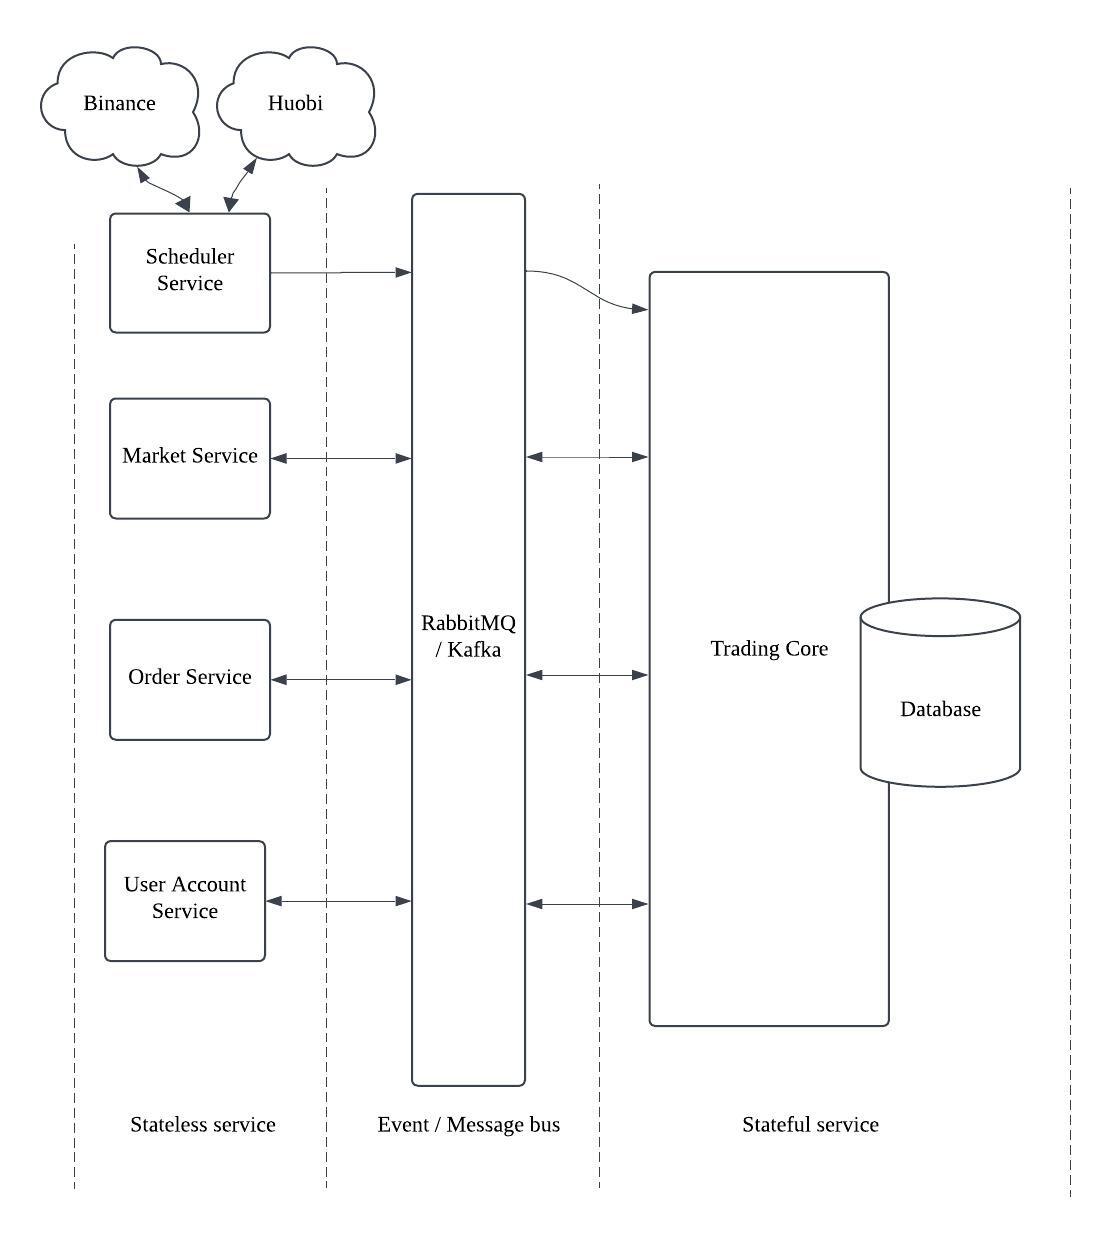 Binance
Huobi
Scheduler
Service
Market Service
RabbitMQ
/ Kafka
Trading Core
Order Service
Database
User Account
Service
Stateless service
Event / Message bus
Stateful service